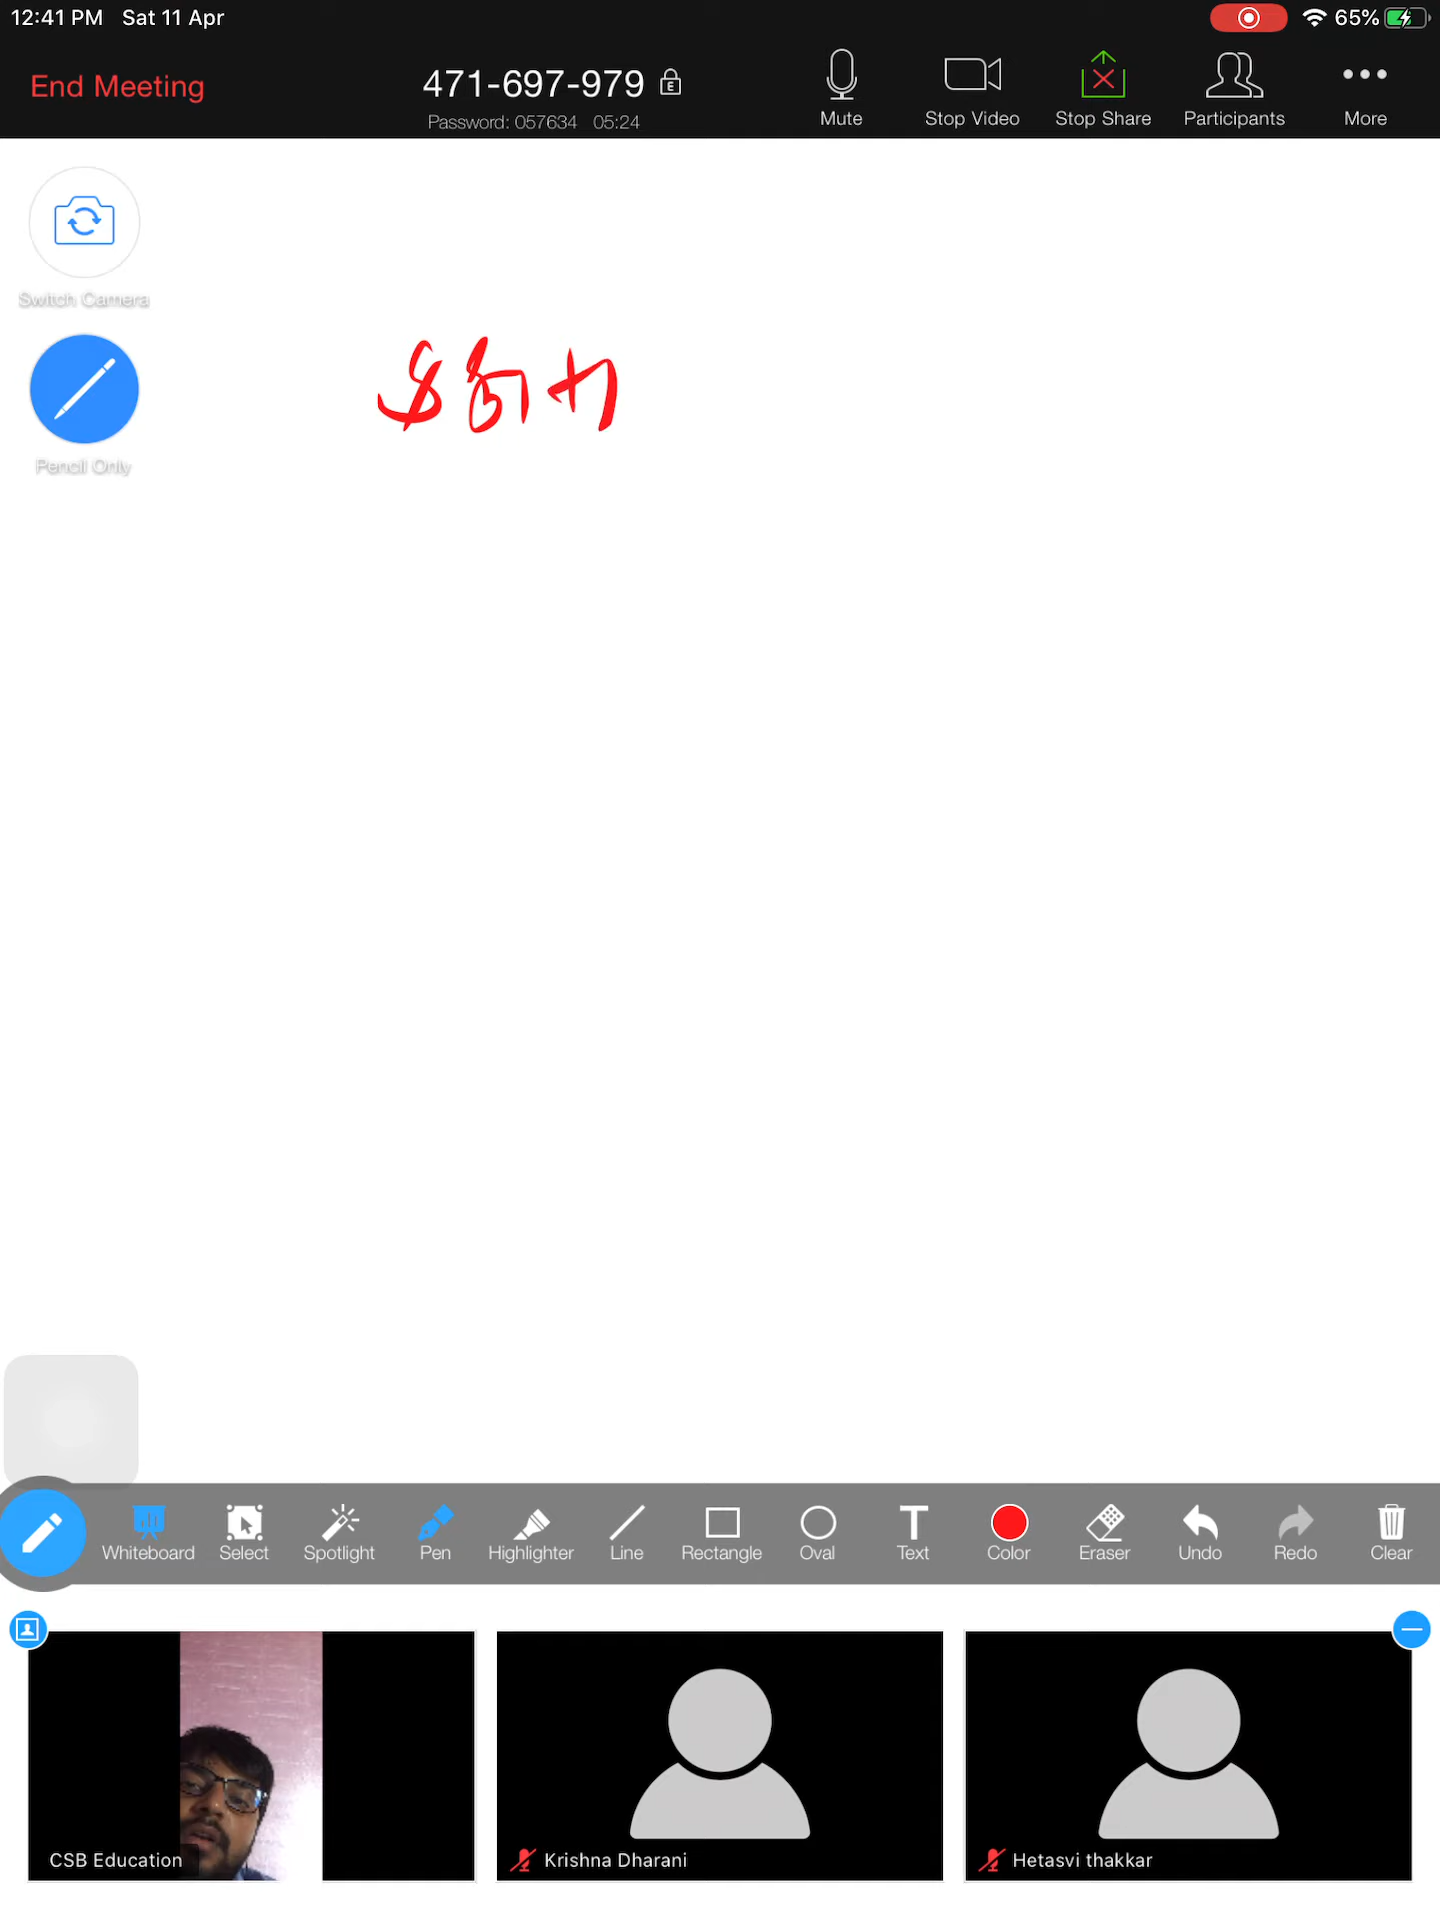 12:41 PM Sat 11 Apr 65%
End Meeting
471-697-979
Password: 057634 05:24
Mute
Stop Video
Stop Share
Participants
More
Switch Camera
Pencil Only
Whiteboard
Select
Spotlight
Pen
Highlighter
Line
Rectangle
Oval
Text
Color
Eraser
Undo
Redo
Clear
CSB Education
Krishna Dharani
Hetasvi thakkar